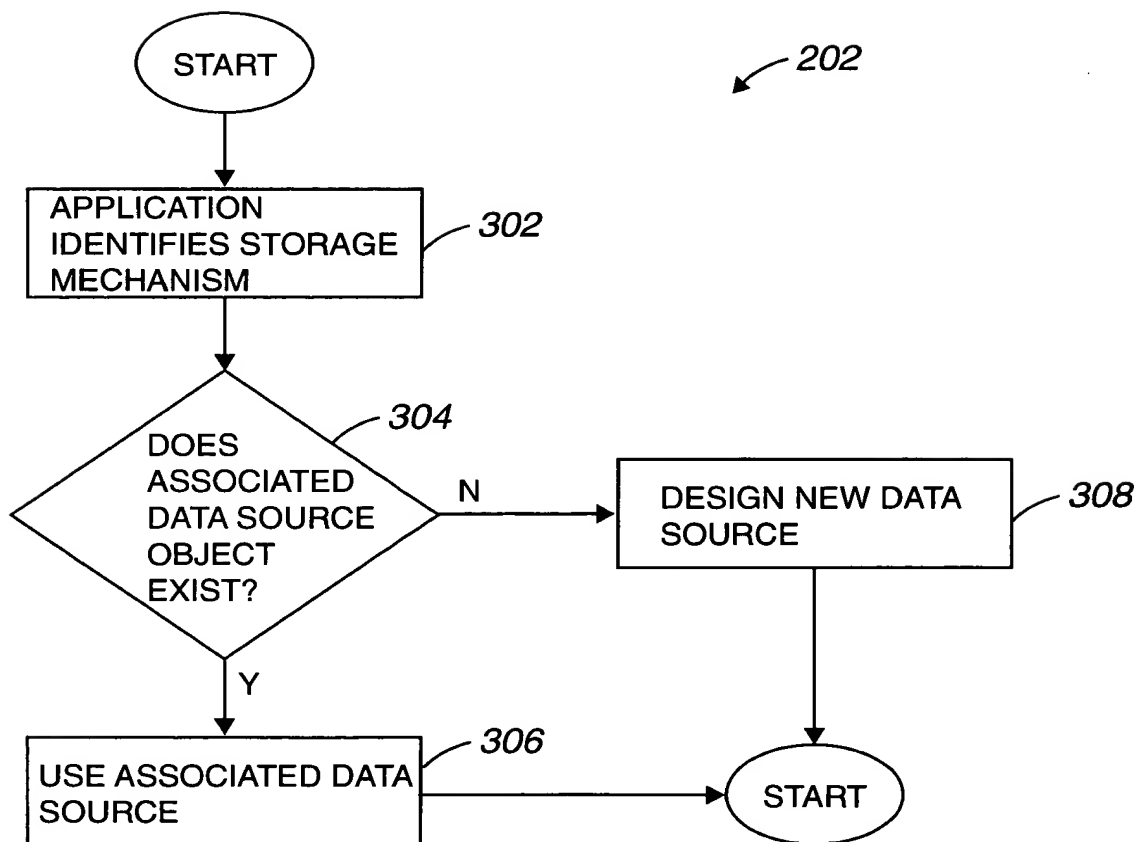 START
202
APPLICATION
IDENTIFIES STORAGE
MECHANISM
302
304
DOES
ASSOCIATED
DATA SOURCE
OBJECT
EXIST?
N
DESIGN NEW DATA
SOURCE
308
Y
306
USE ASSOCIATED DATA
SOURCE
START